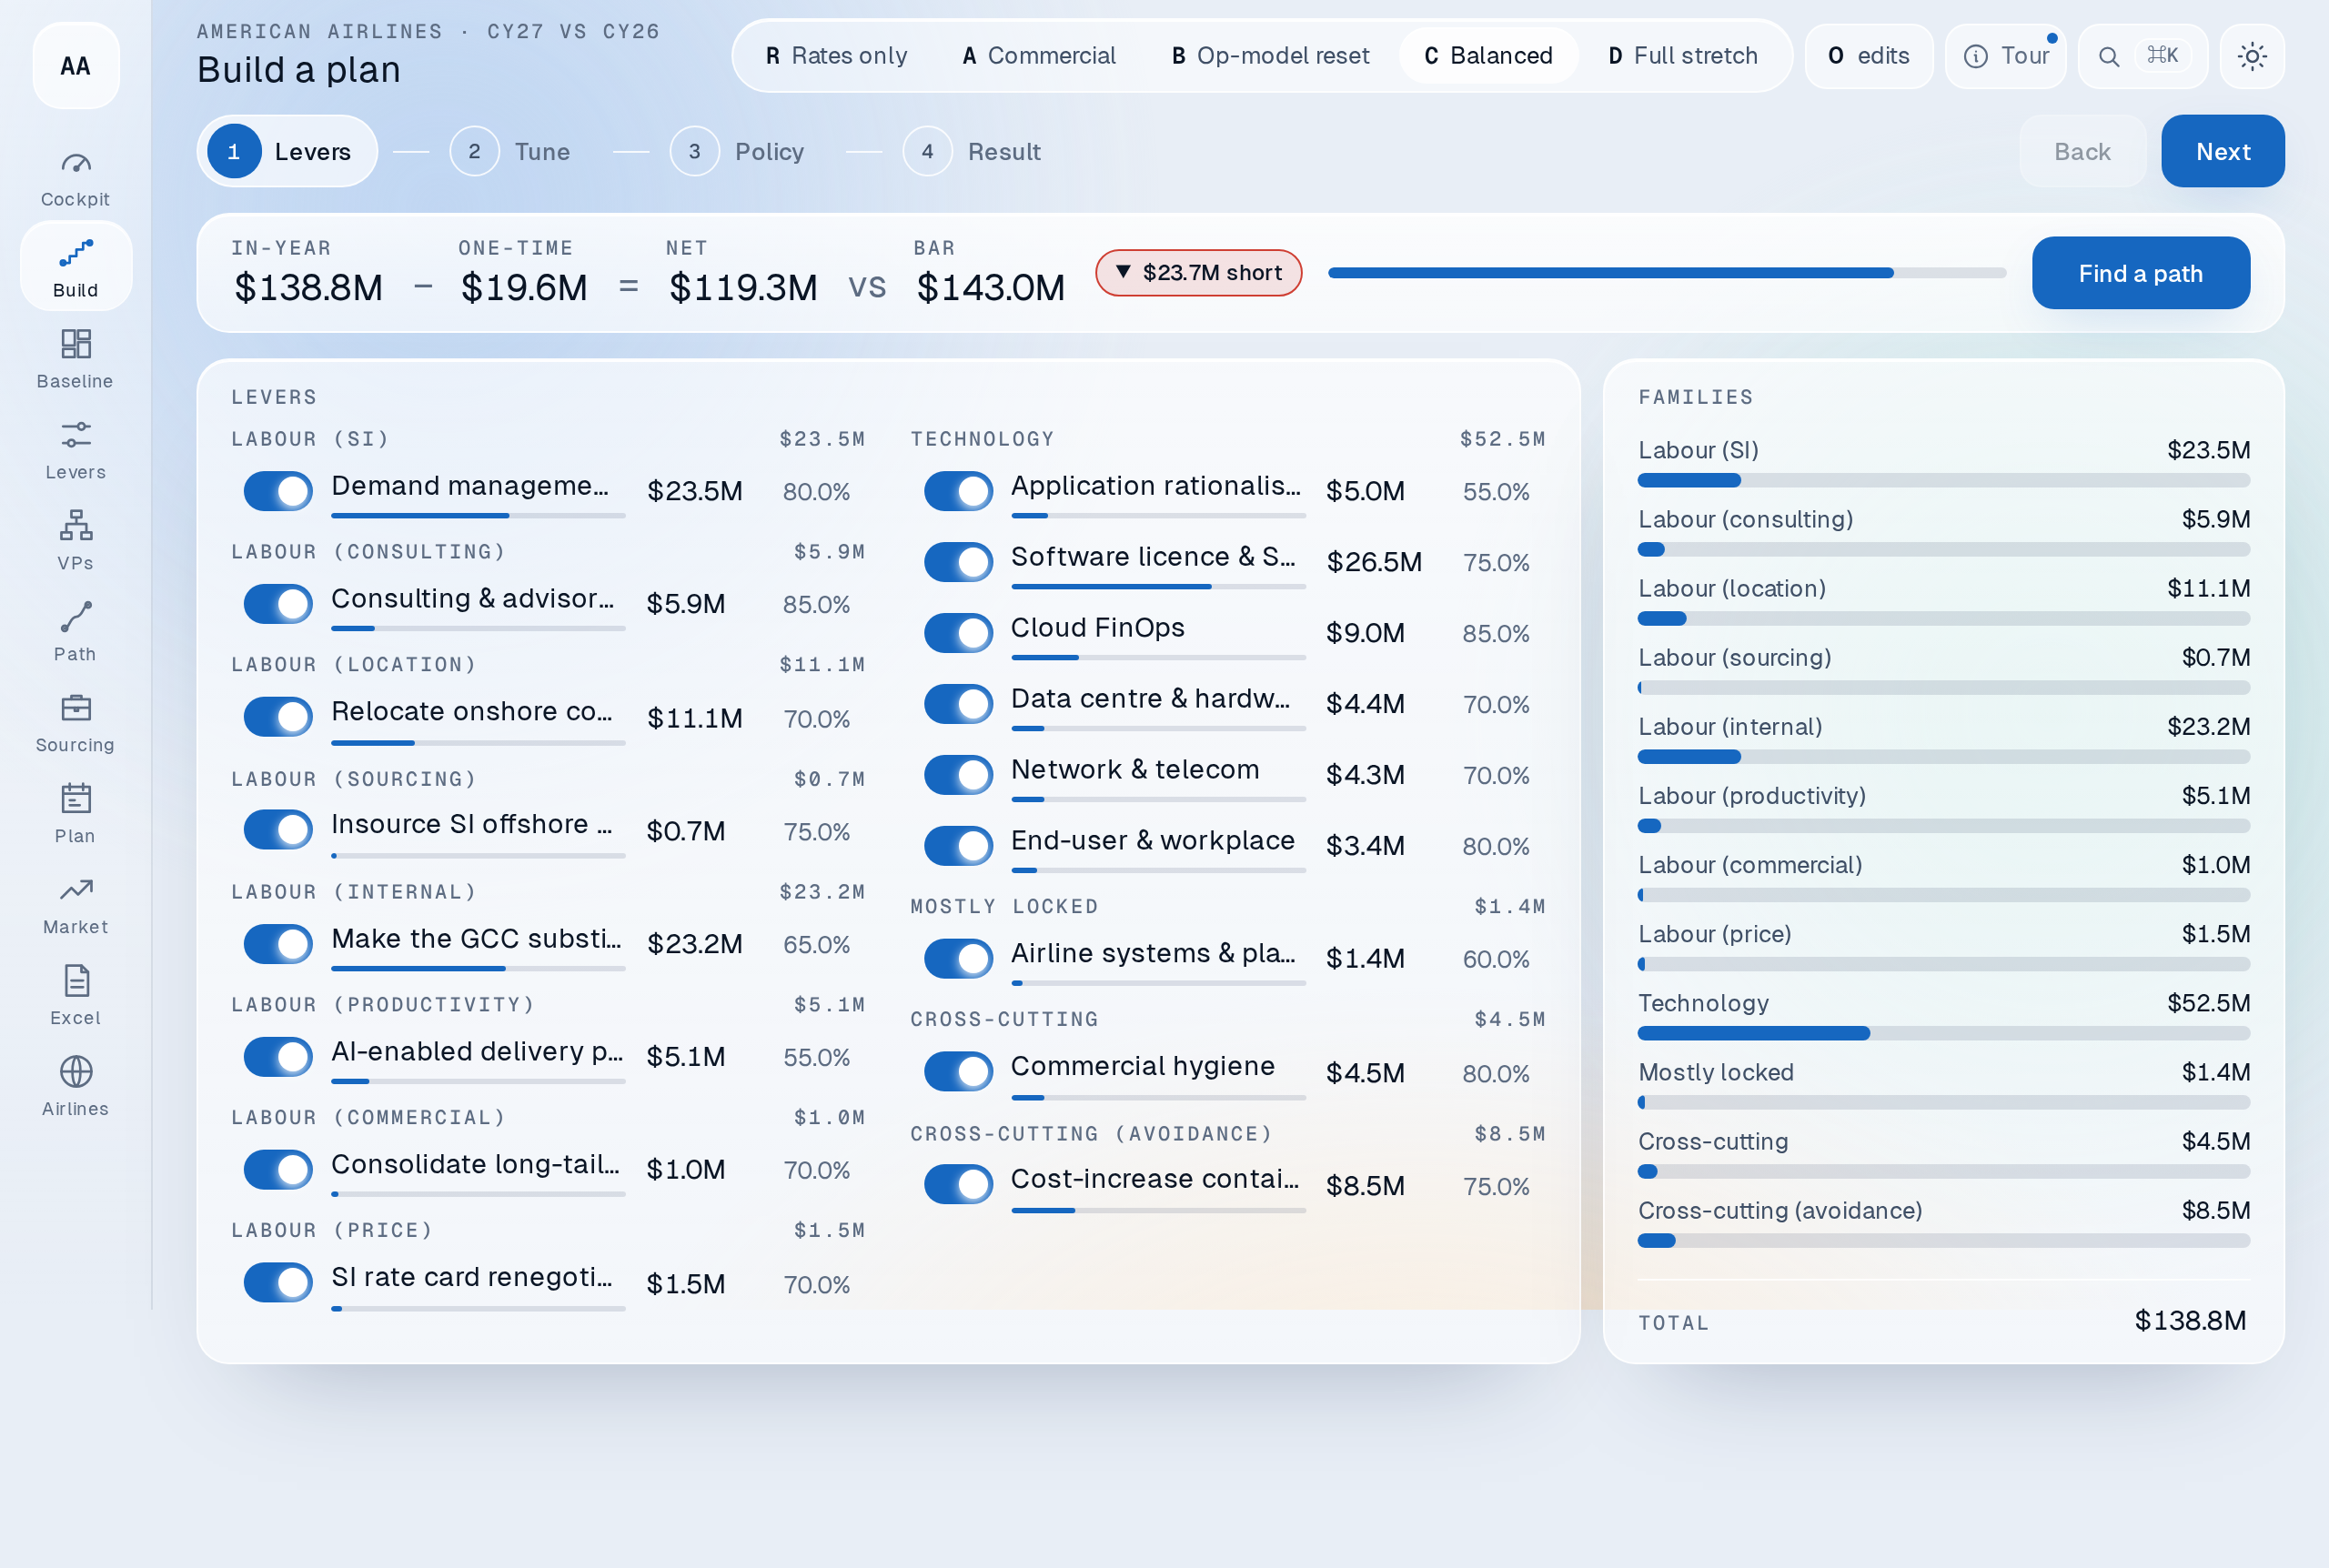 AA
Cockpit
Build
Baseline
Levers
VPs
Path
Sourcing
Plan
Market
Excel
Airlines
AMERICAN AIRLINES · CY27 VS CY26
Build a plan
R Rates only A Commercial B Op-model reset C Balanced D Full stretch
0 edits
Tour
⌘K
1 Levers 2 Tune 3 Policy 4 Result
Back Next
IN-YEAR ONE-TIME NET BAR
$138.8M – $19.6M = $119.3M vs $143.0M
▼ $23.7M short
Find a path
LEVERS
LABOUR (SI) $23.5M
Demand manageme... $23.5M 80.0%
LABOUR (CONSULTING) $5.9M
Consulting & advisor... $5.9M 85.0%
LABOUR (LOCATION) $11.1M
Relocate onshore co... $11.1M 70.0%
LABOUR (SOURCING) $0.7M
Insource SI offshore ... $0.7M 75.0%
LABOUR (INTERNAL) $23.2M
Make the GCC substi... $23.2M 65.0%
LABOUR (PRODUCTIVITY) $5.1M
AI-enabled delivery p... $5.1M 55.0%
LABOUR (COMMERCIAL) $1.0M
Consolidate long-tail... $1.0M 70.0%
LABOUR (PRICE) $1.5M
SI rate card renegoti... $1.5M 70.0%
TECHNOLOGY $52.5M
Application rationalis... $5.0M 55.0%
Software licence & S... $26.5M 75.0%
Cloud FinOps $9.0M 85.0%
Data centre & hardw... $4.4M 70.0%
Network & telecom $4.3M 70.0%
End-user & workplace $3.4M 80.0%
MOSTLY LOCKED $1.4M
Airline systems & pla... $1.4M 60.0%
CROSS-CUTTING $4.5M
Commercial hygiene $4.5M 80.0%
CROSS-CUTTING (AVOIDANCE) $8.5M
Cost-increase contai... $8.5M 75.0%
FAMILIES
Labour (SI) $23.5M
Labour (consulting) $5.9M
Labour (location) $11.1M
Labour (sourcing) $0.7M
Labour (internal) $23.2M
Labour (productivity) $5.1M
Labour (commercial) $1.0M
Labour (price) $1.5M
Technology $52.5M
Mostly locked $1.4M
Cross-cutting $4.5M
Cross-cutting (avoidance) $8.5M
TOTAL $138.8M